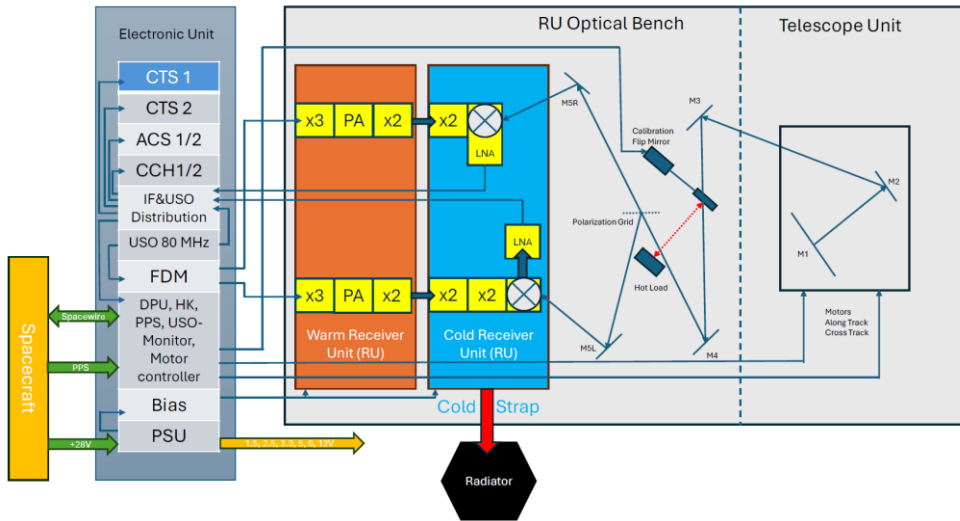 Electronic Unit
CTS 1
CTS 2
ACS 1/2
CCH1/2
IF&USO
Distribution
USO 80 MHz
FDM
DPU, HK,
PPS, USO-
Monitor,
Motor
controller
Bias
PSU
Spacecraft
Spacewire
PPS
+28V
1.5, 2.5, 3.3, 5, 6, 12V
RU Optical Bench
Telescope Unit
x3
PA
x2
x2
LNA
x3
PA
x2
x2
x2
LNA
Warm Receiver
Unit (RU)
Cold Receiver
Unit (RU)
Cold Strap
Radiator
M5R
Calibration
Flip Mirror
M3
Polarization Grid
Hot Load
M5L
M4
M2
M1
Motors
Along Track
Cross Track